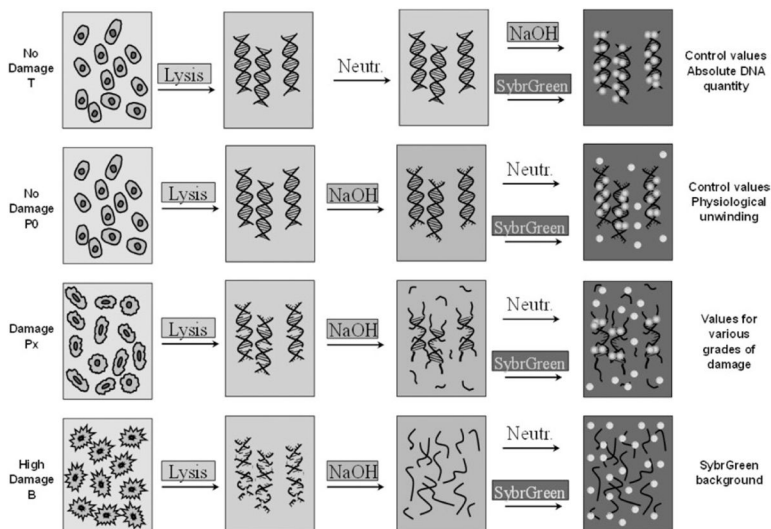 No
Damage
T
Lysis
Neutr.
NaOH
SybrGreen
Control values
Absolute DNA
quantity
No
Damage
P0
Lysis
NaOH
Neutr.
SybrGreen
Control values
Physiological
unwinding
Damage
Px
Lysis
NaOH
Neutr.
SybrGreen
Values for
various
grades of
damage
High
Damage
B
Lysis
NaOH
Neutr.
SybrGreen
SybrGreen
background